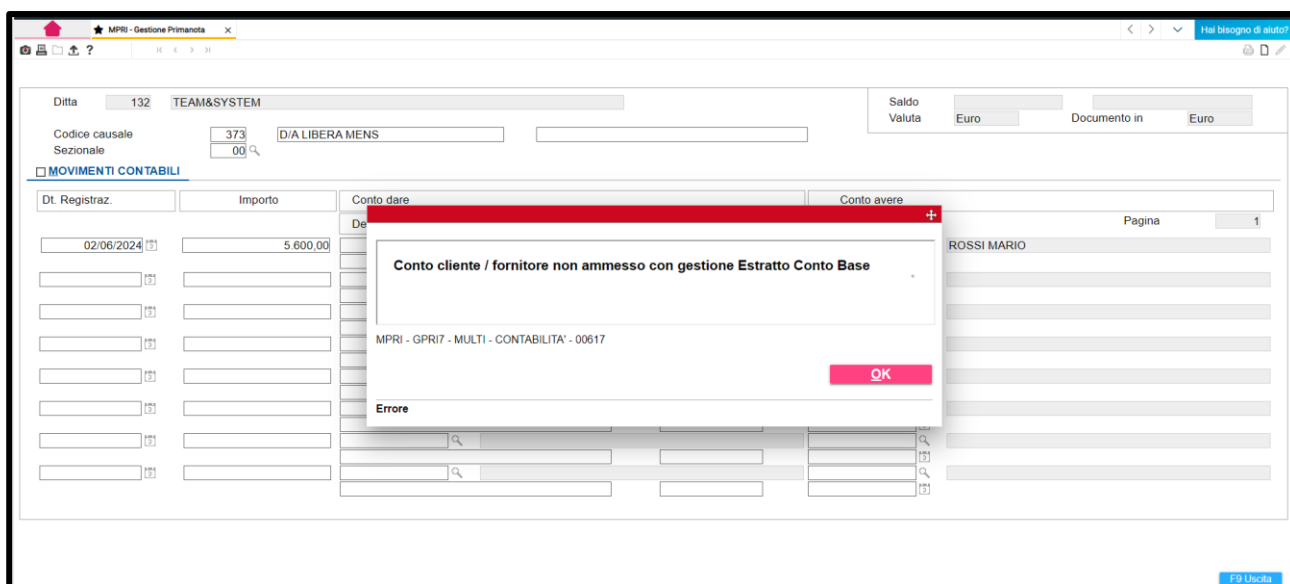 MPRI - Gestione Primanota X
Hai bisogno di aiuto?
?
Ditta 132 TEAM&SYSTEM
Saldo
Valuta Euro Documento in Euro
Codice causale 373 D/A LIBERA MENS
Sezionale 00
MOVIMENTI CONTABILI
Dt. Registraz. Importo Conto dare Conto avere
De
Pagina 1
02/06/2024 5.600,00 ROSSI MARIO
Conto cliente / fornitore non ammesso con gestione Estratto Conto Base
MPRI - GPRI7 - MULTI - CONTABILITA' - 00617
OK
Errore
F9 Uscita